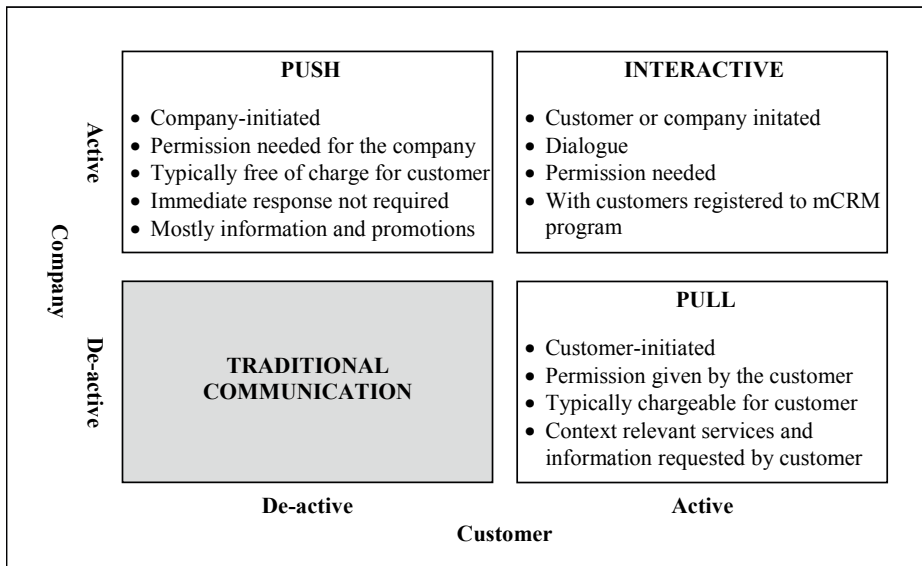 PUSH
• Company-initiated
• Permission needed for the company
• Typically free of charge for customer
• Immediate response not required
• Mostly information and promotions
INTERACTIVE
• Customer or company initated
• Dialogue
• Permission needed
• With customers registered to mCRM
program
Active
Company
De-active
TRADITIONAL
COMMUNICATION
PULL
• Customer-initiated
• Permission given by the customer
• Typically chargeable for customer
• Context relevant services and
information requested by customer
De-active
Active
Customer